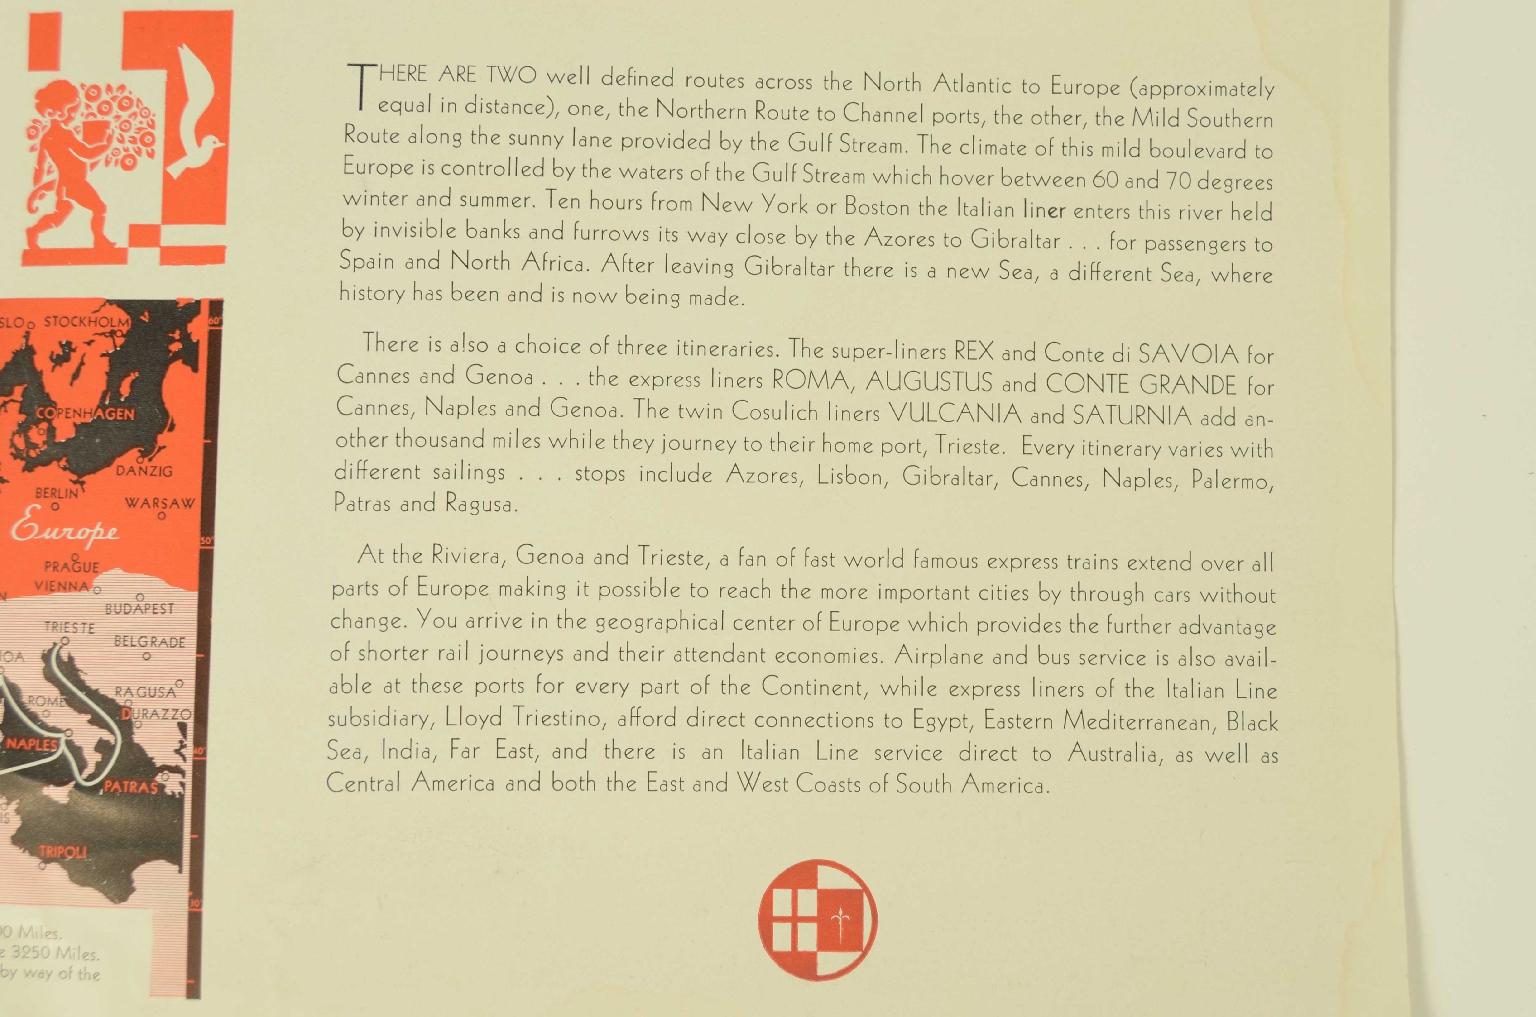 THERE ARE TWO well defined routes across the North Atlantic to Europe (approximately
equal in distance), one, the Northern Route to Channel ports, the other, the Mild Southern
Route along the sunny lane provided by the Gulf Stream. The climate of this mild boulevard to
Europe is controlled by the waters of the Gulf Stream which hover between 60 and 70 degrees
winter and summer. Ten hours from New York or Boston the Italian liner enters this river held
by invisible banks and furrows its way close by the Azores to Gibraltar . . . for passengers to
Spain and North Africa. After leaving Gibraltar there is a new Sea, a different Sea, where
history has been and is now being made.
There is also a choice of three itineraries. The super-liners REX and Conte di SAVOIA for
Cannes and Genoa . . . the express liners ROMA, AUGUSTUS and CONTE GRANDE for
Cannes, Naples and Genoa. The twin Cosulich liners VULCANIA and SATURNIA add an-
other thousand miles while they journey to their home port, Trieste. Every itinerary varies with
different sailings . . . stops include Azores, Lisbon, Gibraltar, Cannes, Naples, Palermo,
Patras and Ragusa.
At the Riviera, Genoa and Trieste, a fan of fast world famous express trains extend over all
parts of Europe making it possible to reach the more important cities by through cars without
change. You arrive in the geographical center of Europe which provides the further advantage
of shorter rail journeys and their attendant economies. Airplane and bus service is also avail-
able at these ports for every part of the Continent, while express liners of the Italian Line
subsidiary, Lloyd Triestino, afford direct connections to Egypt, Eastern Mediterranean, Black
Sea, India, Far East, and there is an Italian Line service direct to Australia, as well as
Central America and both the East and West Coasts of South America.
SLO STOCKHOLM
60°
COPENHAGEN
DANZIG
BERLIN
WARSAW
Europe
50°
PRAGUE
VIENNA
BUDAPEST
TRIESTE
BELGRADE
OA
RAGUSA
ROME
DURAZZO
NAPLES
40°
PATRAS
IS
TRIPOLI
30°
00 Miles.
e 3250 Miles.
by way of the